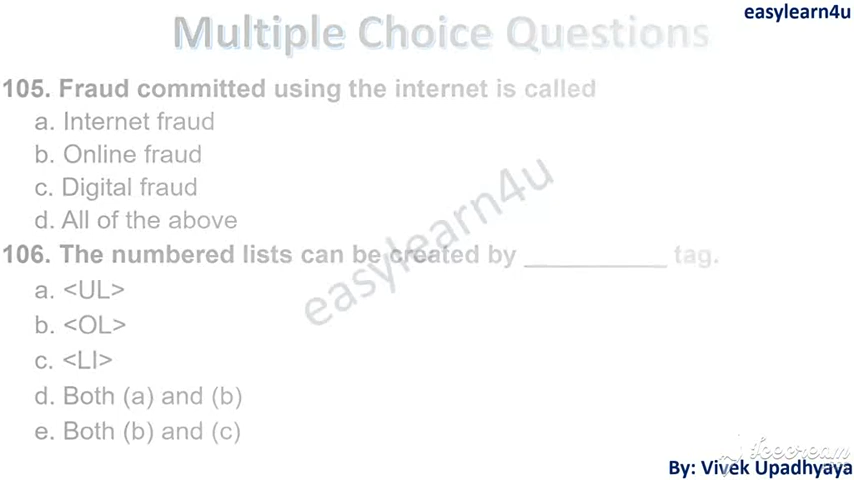 easylearn4u
Multiple Choice Questions
105. Fraud committed using the internet is called
a. Internet fraud
b. Online fraud
c. Digital fraud
d. All of the above
easylearn4u
106. The numbered lists can be created by __________ tag.
a. <UL>
b. <OL>
c. <LI>
d. Both (a) and (b)
e. Both (b) and (c)
Icecream
By: Vivek Upadhyaya